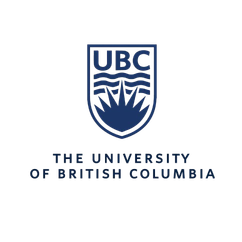 UBC
THE UNIVERSITY
OF BRITISH COLUMBIA